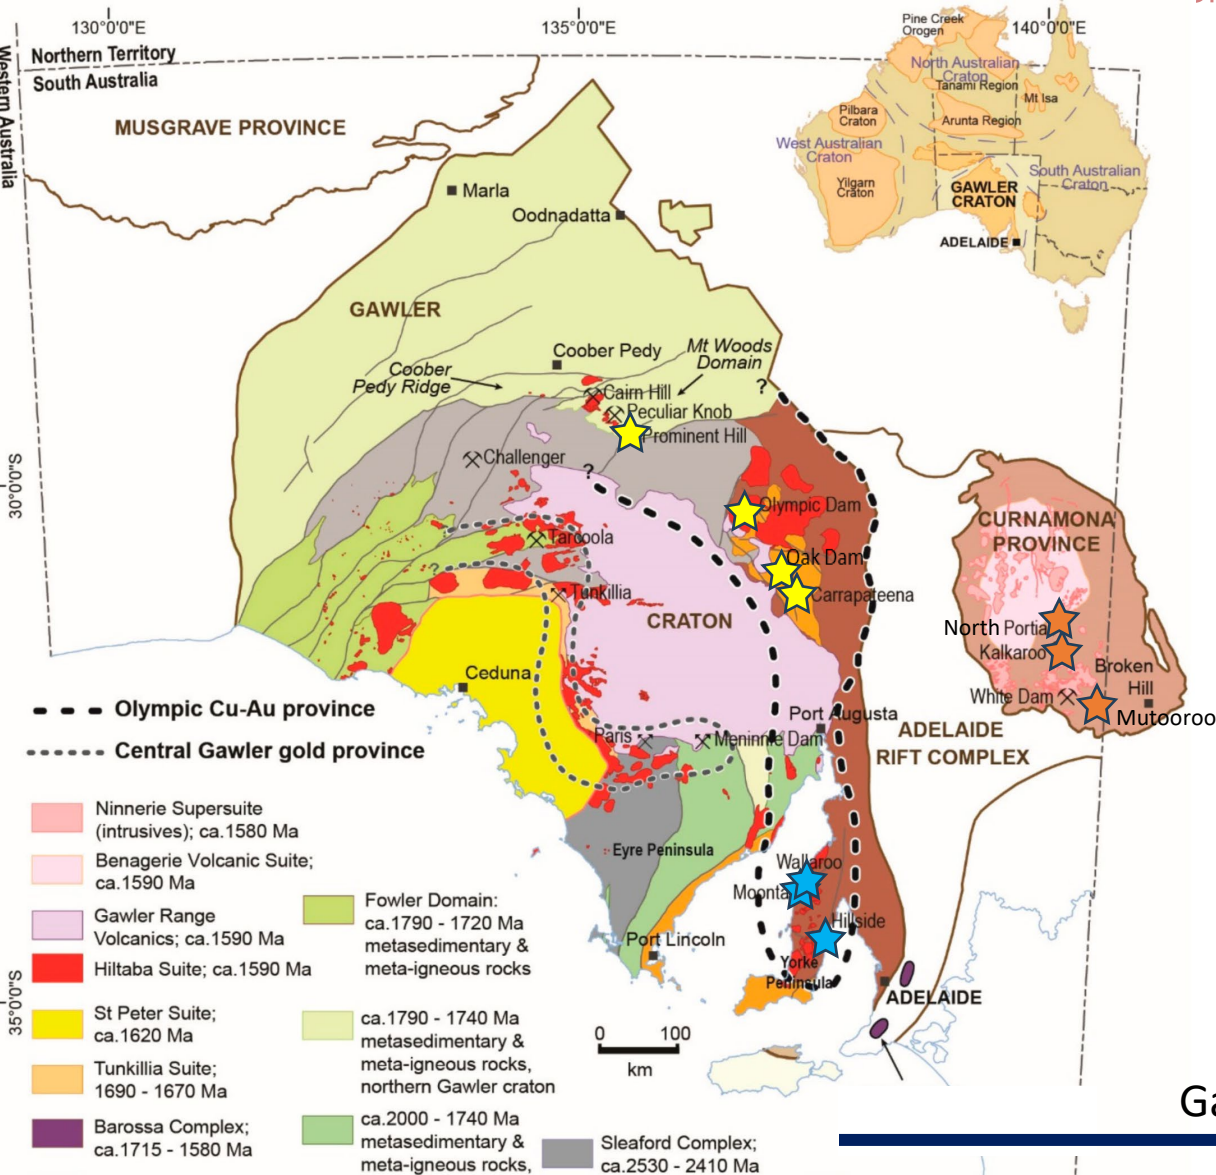 130°0'0"E
135°0'0"E
140°0'0"E
Northern Territory
South Australia
Western Australia
MUSGRAVE PROVINCE
Marla
Oodnadatta
GAWLER
Coober Pedy
Mt Woods
Domain
Coober
Pedy Ridge
?
Cairn Hill
Peculiar Knob
Prominent Hill
Challenger
?
30°0'0"S
Olympic Dam
Tarcoola
Oak Dam
?
Tunkillia
Carrapateena
CRATON
Ceduna
CURNAMONA
PROVINCE
North Portia
Kalkaroo
Broken
Hill
White Dam
Mutooroo
Port Augusta
ADELAIDE
RIFT COMPLEX
Paris
Meninnie Dam
Eyre Peninsula
Wallaroo
Moonta
Hillside
Port Lincoln
Yorke
Peninsula
ADELAIDE
35°0'0"S
0 100
km
Pine Creek
Orogen
North Australian
Craton
Tanami Region
Mt Isa
Pilbara
Craton
Arunta Region
West Australian
Craton
South Australian
Craton
Yilgarn
Craton
GAWLER
CRATON
ADELAIDE
Olympic Cu-Au province
Central Gawler gold province
Ninnerie Supersuite
(intrusives); ca.1580 Ma
Benagerie Volcanic Suite;
ca.1590 Ma
Gawler Range
Volcanics; ca.1590 Ma
Hiltaba Suite; ca.1590 Ma
St Peter Suite;
ca.1620 Ma
Tunkillia Suite;
1690 - 1670 Ma
Barossa Complex;
ca.1715 - 1580 Ma
Fowler Domain:
ca.1790 - 1720 Ma
metasedimentary &
meta-igneous rocks
ca.1790 - 1740 Ma
metasedimentary &
meta-igneous rocks,
northern Gawler craton
ca.2000 - 1740 Ma
metasedimentary &
meta-igneous rocks,
Sleaford Complex;
ca.2530 - 2410 Ma
Ga